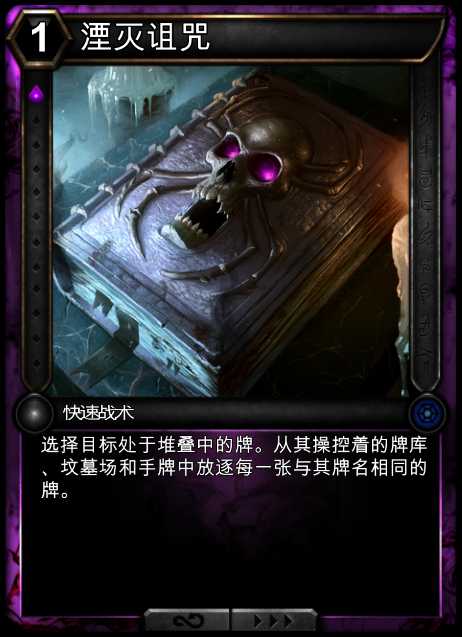 1
湮灭诅咒
快速战术
选择目标处于堆叠中的牌。从其操控着的牌库
、坟墓场和手牌中放逐每一张与其牌名相同的
牌。